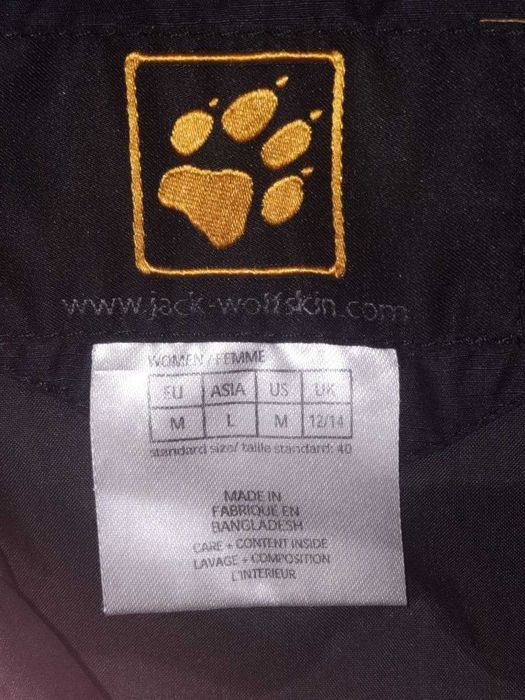 www.jack-wolfskin.com
WOMEN / FEMME
EU ASIA US UK
M L M 12/14
standard size/ taille standard: 40
MADE IN
FABRIQUE EN
BANGLADESH
CARE + CONTENT INSIDE
LAVAGE + COMPOSITION
L'INTERIEUR